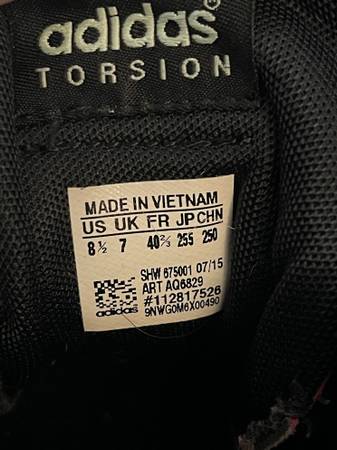 adidas
TORSION
MADE IN VIETNAM
US UK FR JP CHN
8½ 7 40⅔ 255 250
SHW 675001 07/15
ART AQ6829
#112817526
9NWG0M6X00490
adidas